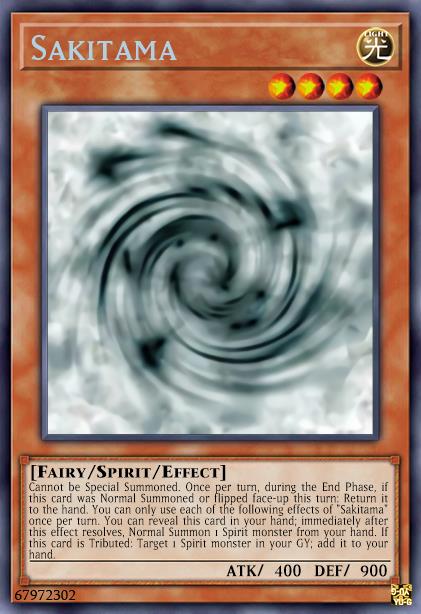 SAKITAMA
LIGHT
光
[FAIRY/SPIRIT/EFFECT]
Cannot be Special Summoned. Once per turn, during the End Phase, if
this card was Normal Summoned or flipped face-up this turn: Return it
to the hand. You can only use each of the following effects of "Sakitama"
once per turn. You can reveal this card in your hand; immediately after
this effect resolves, Normal Summon 1 Spirit monster from your hand. If
this card is Tributed: Target 1 Spirit monster in your GY; add it to your
hand.
ATK/ 400 DEF/ 900
67972302